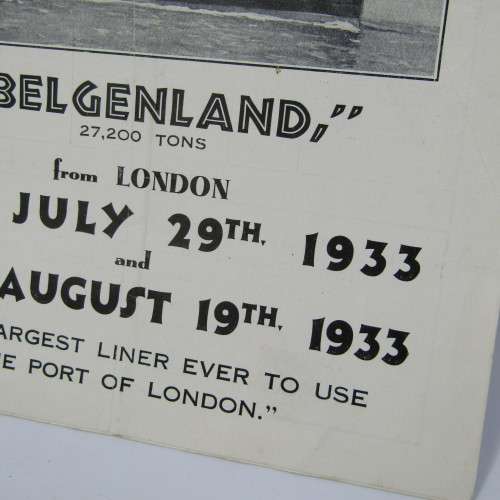 BELGENLAND,"
27,200 TONS
from LONDON
JULY 29TH, 1933
and
AUGUST 19TH, 1933
ARGEST LINER EVER TO USE
E PORT OF LONDON."